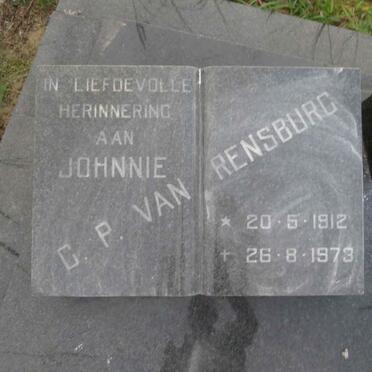 IN LIEFDEVOLLE
HERINNERING
AAN
JOHNNIE
C. P. VAN RENSBURG
* 20·5·1912
+ 26·8·1973